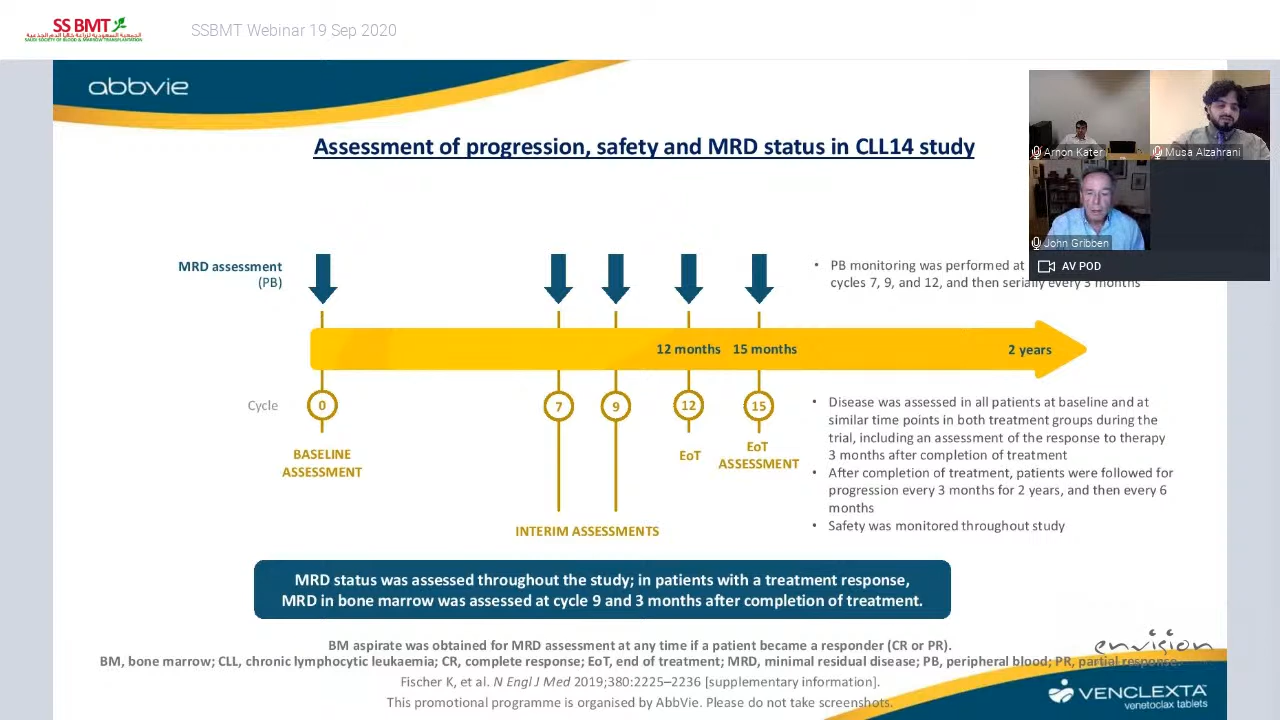 SS BMT
SAUDI SOCIETY OF BLOOD & MARROW TRANSPLANTATION
SSBMT Webinar 19 Sep 2020
abbvie
Assessment of progression, safety and MRD status in CLL14 study
Arnon Kater
Musa Alzahrani
John Gribben
AV POD
MRD assessment
(PB)
• PB monitoring was performed at
cycles 7, 9, and 12, and then serially every 3 months
12 months
15 months
2 years
Cycle
0
7
9
12
15
BASELINE
ASSESSMENT
EoT
EoT
ASSESSMENT
INTERIM ASSESSMENTS
• Disease was assessed in all patients at baseline and at
similar time points in both treatment groups during the
trial, including an assessment of the response to therapy
3 months after completion of treatment
• After completion of treatment, patients were followed for
progression every 3 months for 2 years, and then every 6
months
• Safety was monitored throughout study
MRD status was assessed throughout the study; in patients with a treatment response,
MRD in bone marrow was assessed at cycle 9 and 3 months after completion of treatment.
BM aspirate was obtained for MRD assessment at any time if a patient became a responder (CR or PR).
BM, bone marrow; CLL, chronic lymphocytic leukaemia; CR, complete response; EoT, end of treatment; MRD, minimal residual disease; PB, peripheral blood; PR, partial response.
Fischer K, et al. N Engl J Med 2019;380:2225–2236 [supplementary information].
This promotional programme is organised by AbbVie. Please do not take screenshots.
envision
VENCLEXTA™
venetoclax tablets